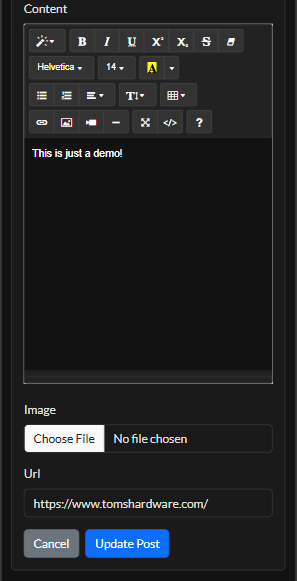 Content
B I U X² X₂ S
Helvetica 14 A
T
</> ?
This is just a demo!
Image
Choose File No file chosen
Url
https://www.tomshardware.com/
Cancel Update Post